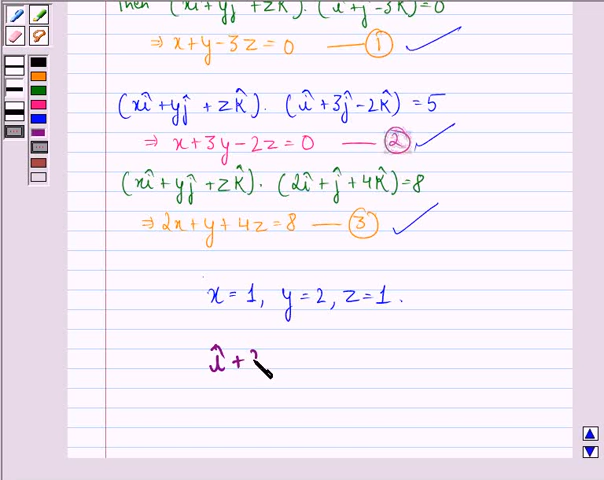 Then (xî + yĵ + zk̂) . (î + ĵ - 3k̂) = 0
⇒ x + y - 3z = 0 —— ①
(xî + yĵ + zk̂) . (î + 3ĵ - 2k̂) = 5
⇒ x + 3y - 2z = 0 —— ②
(xî + yĵ + zk̂) . (2î + ĵ + 4k̂) = 8
⇒ 2x + y + 4z = 8 —— ③
x = 1, y = 2, z = 1.
î +